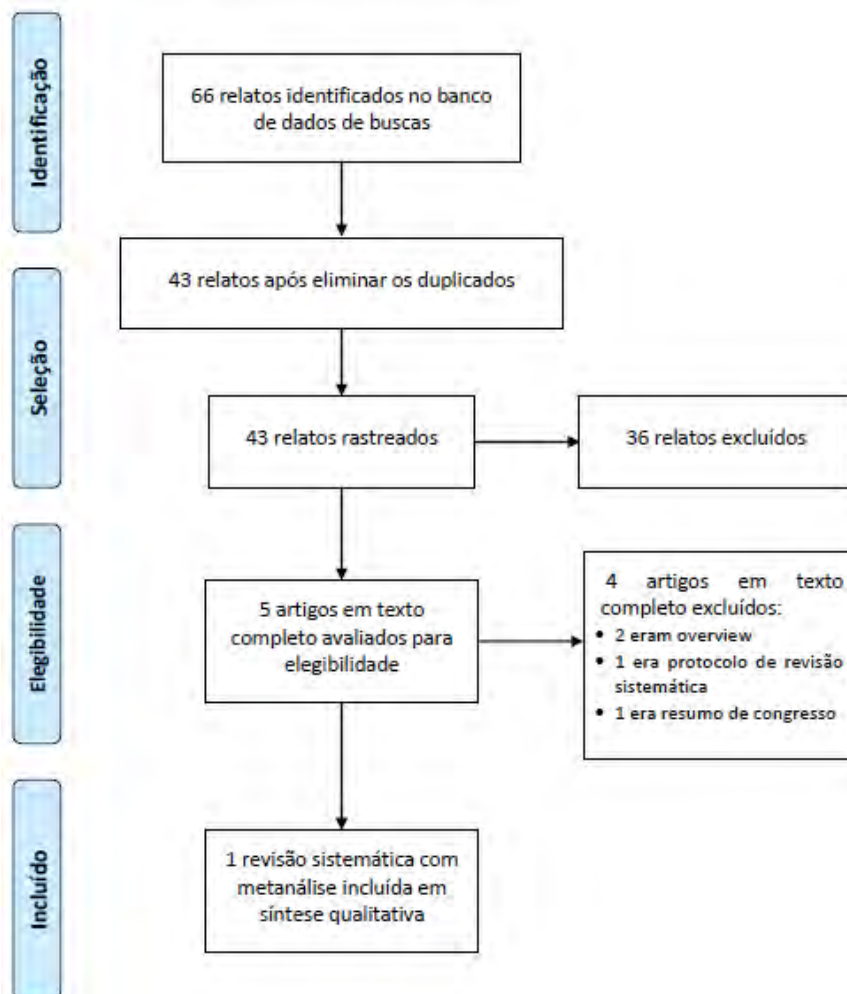 Identificação
66 relatos identificados no banco
de dados de buscas
43 relatos após eliminar os duplicados
Seleção
43 relatos rastreados
36 relatos excluídos
Elegibilidade
5 artigos em texto
completo avaliados para
elegibilidade
4 artigos em texto
completo excluídos:
• 2 eram overview
• 1 era protocolo de revisão
sistemática
• 1 era resumo de congresso
Incluído
1 revisão sistemática com
metanálise incluída em
síntese qualitativa